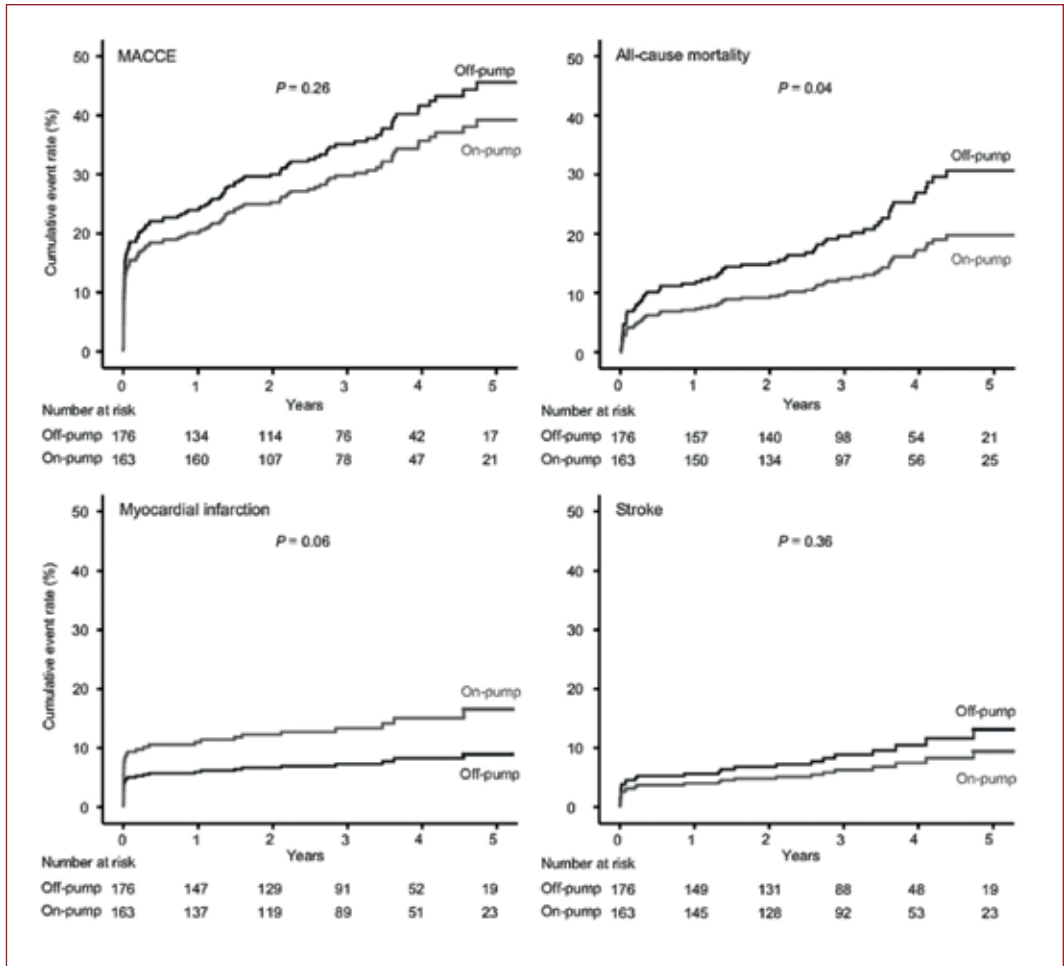 MACCE
P = 0.26
Off-pump
On-pump
Cumulative event rate (%)
50
40
30
20
10
0
0 1 2 3 4 5
Years
Number at risk
Off-pump 176 134 114 76 42 17
On-pump 163 160 107 78 47 21
All-cause mortality
P = 0.04
Off-pump
On-pump
50
40
30
20
10
0
0 1 2 3 4 5
Years
Number at risk
Off-pump 176 157 140 98 54 21
On-pump 163 150 134 97 56 25
Myocardial infarction
P = 0.06
On-pump
Off-pump
Cumulative event rate (%)
50
40
30
20
10
0
0 1 2 3 4 5
Years
Number at risk
Off-pump 176 147 129 91 52 19
On-pump 163 137 119 89 51 23
Stroke
P = 0.36
Off-pump
On-pump
50
40
30
20
10
0
0 1 2 3 4 5
Years
Number at risk
Off-pump 176 149 131 88 48 19
On-pump 163 145 128 92 53 23